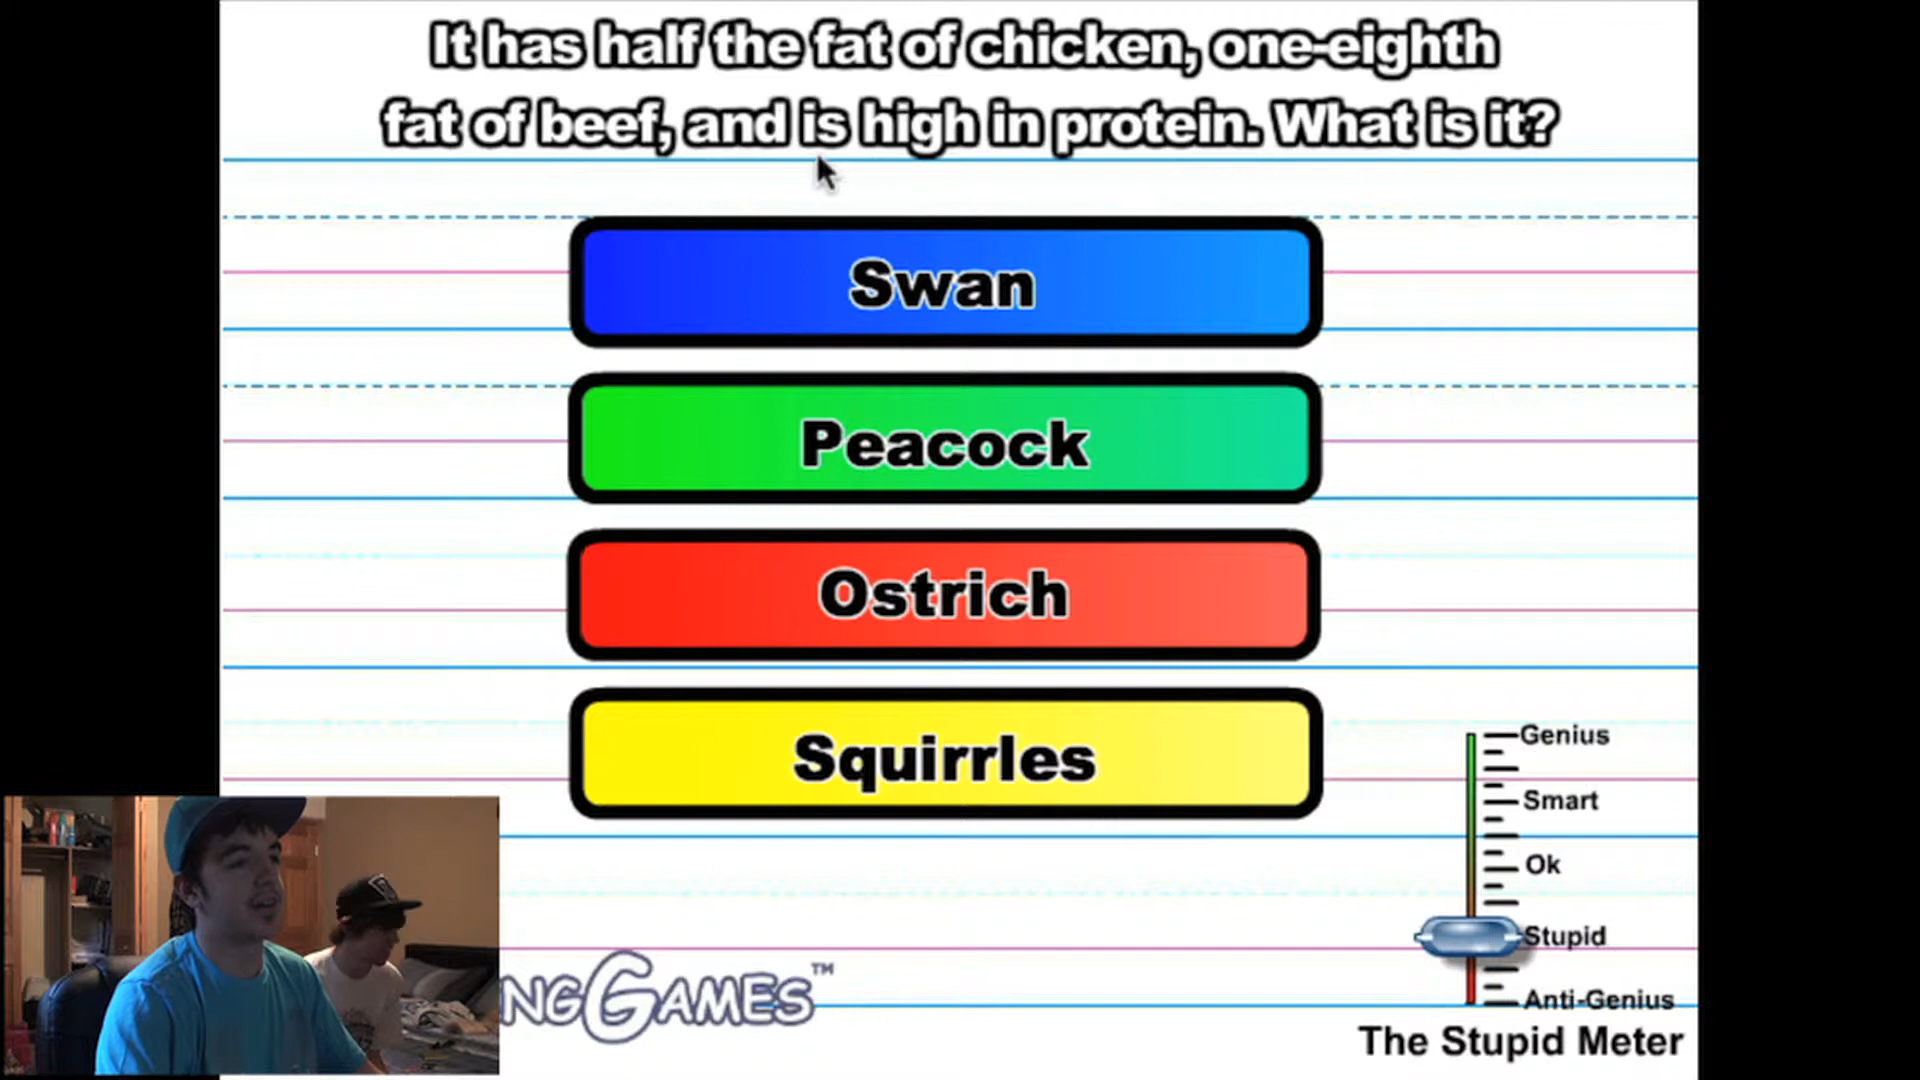 It has half the fat of chicken, one-eighth
fat of beef, and is high in protein. What is it?
Swan
Peacock
Ostrich
Squirrles
Genius
Smart
Ok
Stupid
Anti-Genius
The Stupid Meter
NGGAMES™